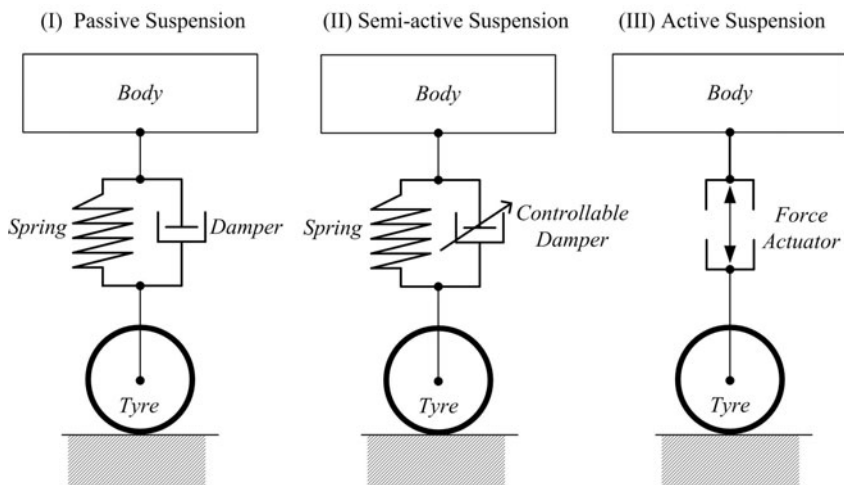 (I) Passive Suspension
(II) Semi-active Suspension
(III) Active Suspension
Body
Body
Body
Spring
Damper
Spring
Controllable
Damper
Force
Actuator
Tyre
Tyre
Tyre